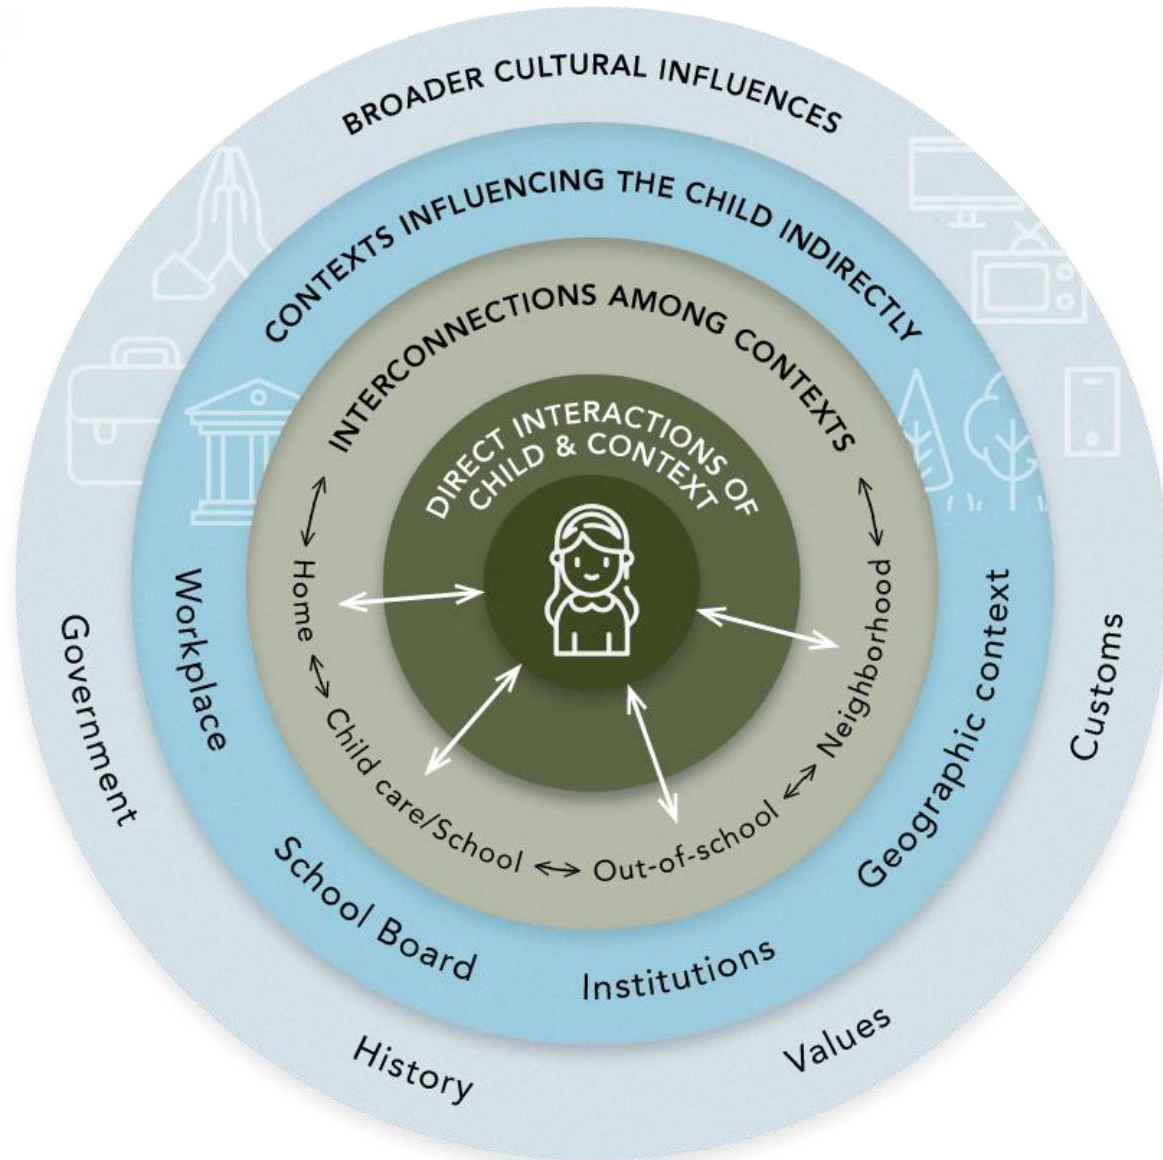 BROADER CULTURAL INFLUENCES
CONTEXTS INFLUENCING THE CHILD INDIRECTLY
INTERCONNECTIONS AMONG CONTEXTS
DIRECT INTERACTIONS OF
CHILD & CONTEXT
Home
Child care/School
Out-of-school
Neighborhood
Workplace
School Board
Institutions
Geographic context
Government
History
Values
Customs